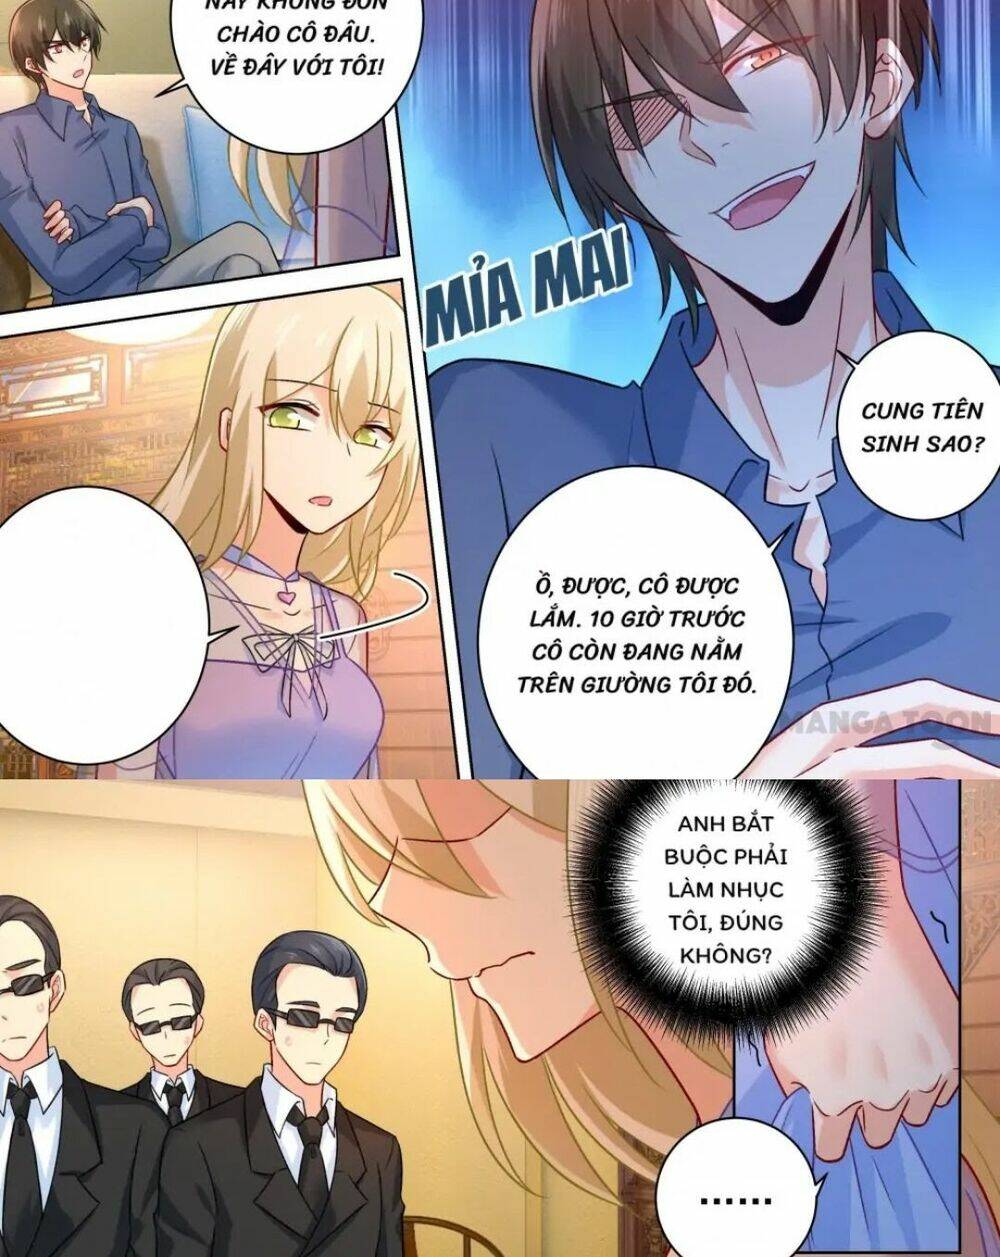 NÀY KHÔNG ĐÓN
CHÀO CÔ ĐÂU.
VỀ ĐÂY VỚI TÔI!
MỈA MAI
CUNG TIÊN
SINH SAO?
Ồ, ĐƯỢC, CÔ ĐƯỢC
LẮM. 10 GIỜ TRƯỚC
CÔ CÒN ĐANG NẰM
TRÊN GIƯỜNG TÔI ĐÓ.
MANGA TOON
ANH BẮT
BUỘC PHẢI
LÀM NHỤC
TÔI, ĐÚNG
KHÔNG?
.......